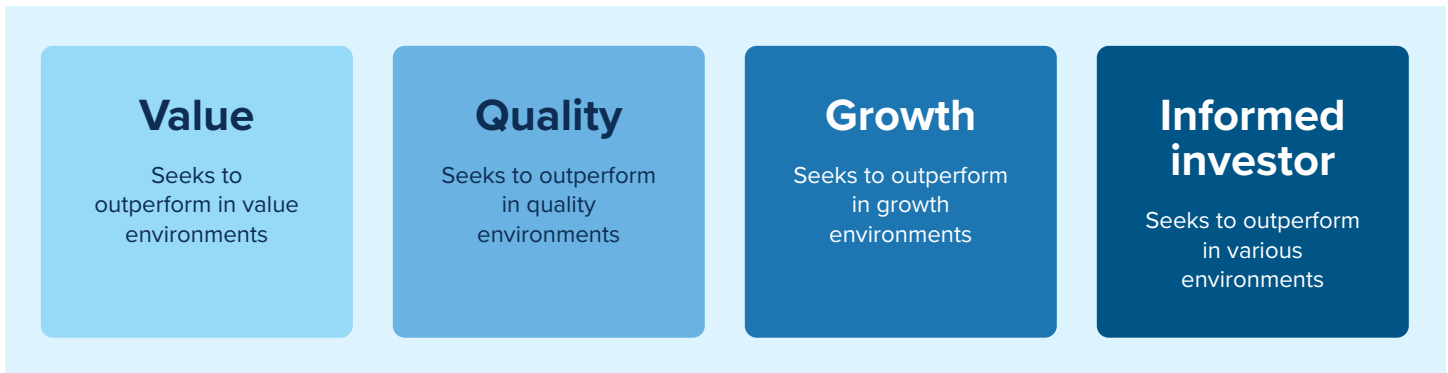 Value
Seeks to
outperform in value
environments
Quality
Seeks to outperform
in quality
environments
Growth
Seeks to outperform
in growth
environments
Informed
investor
Seeks to outperform
in various
environments